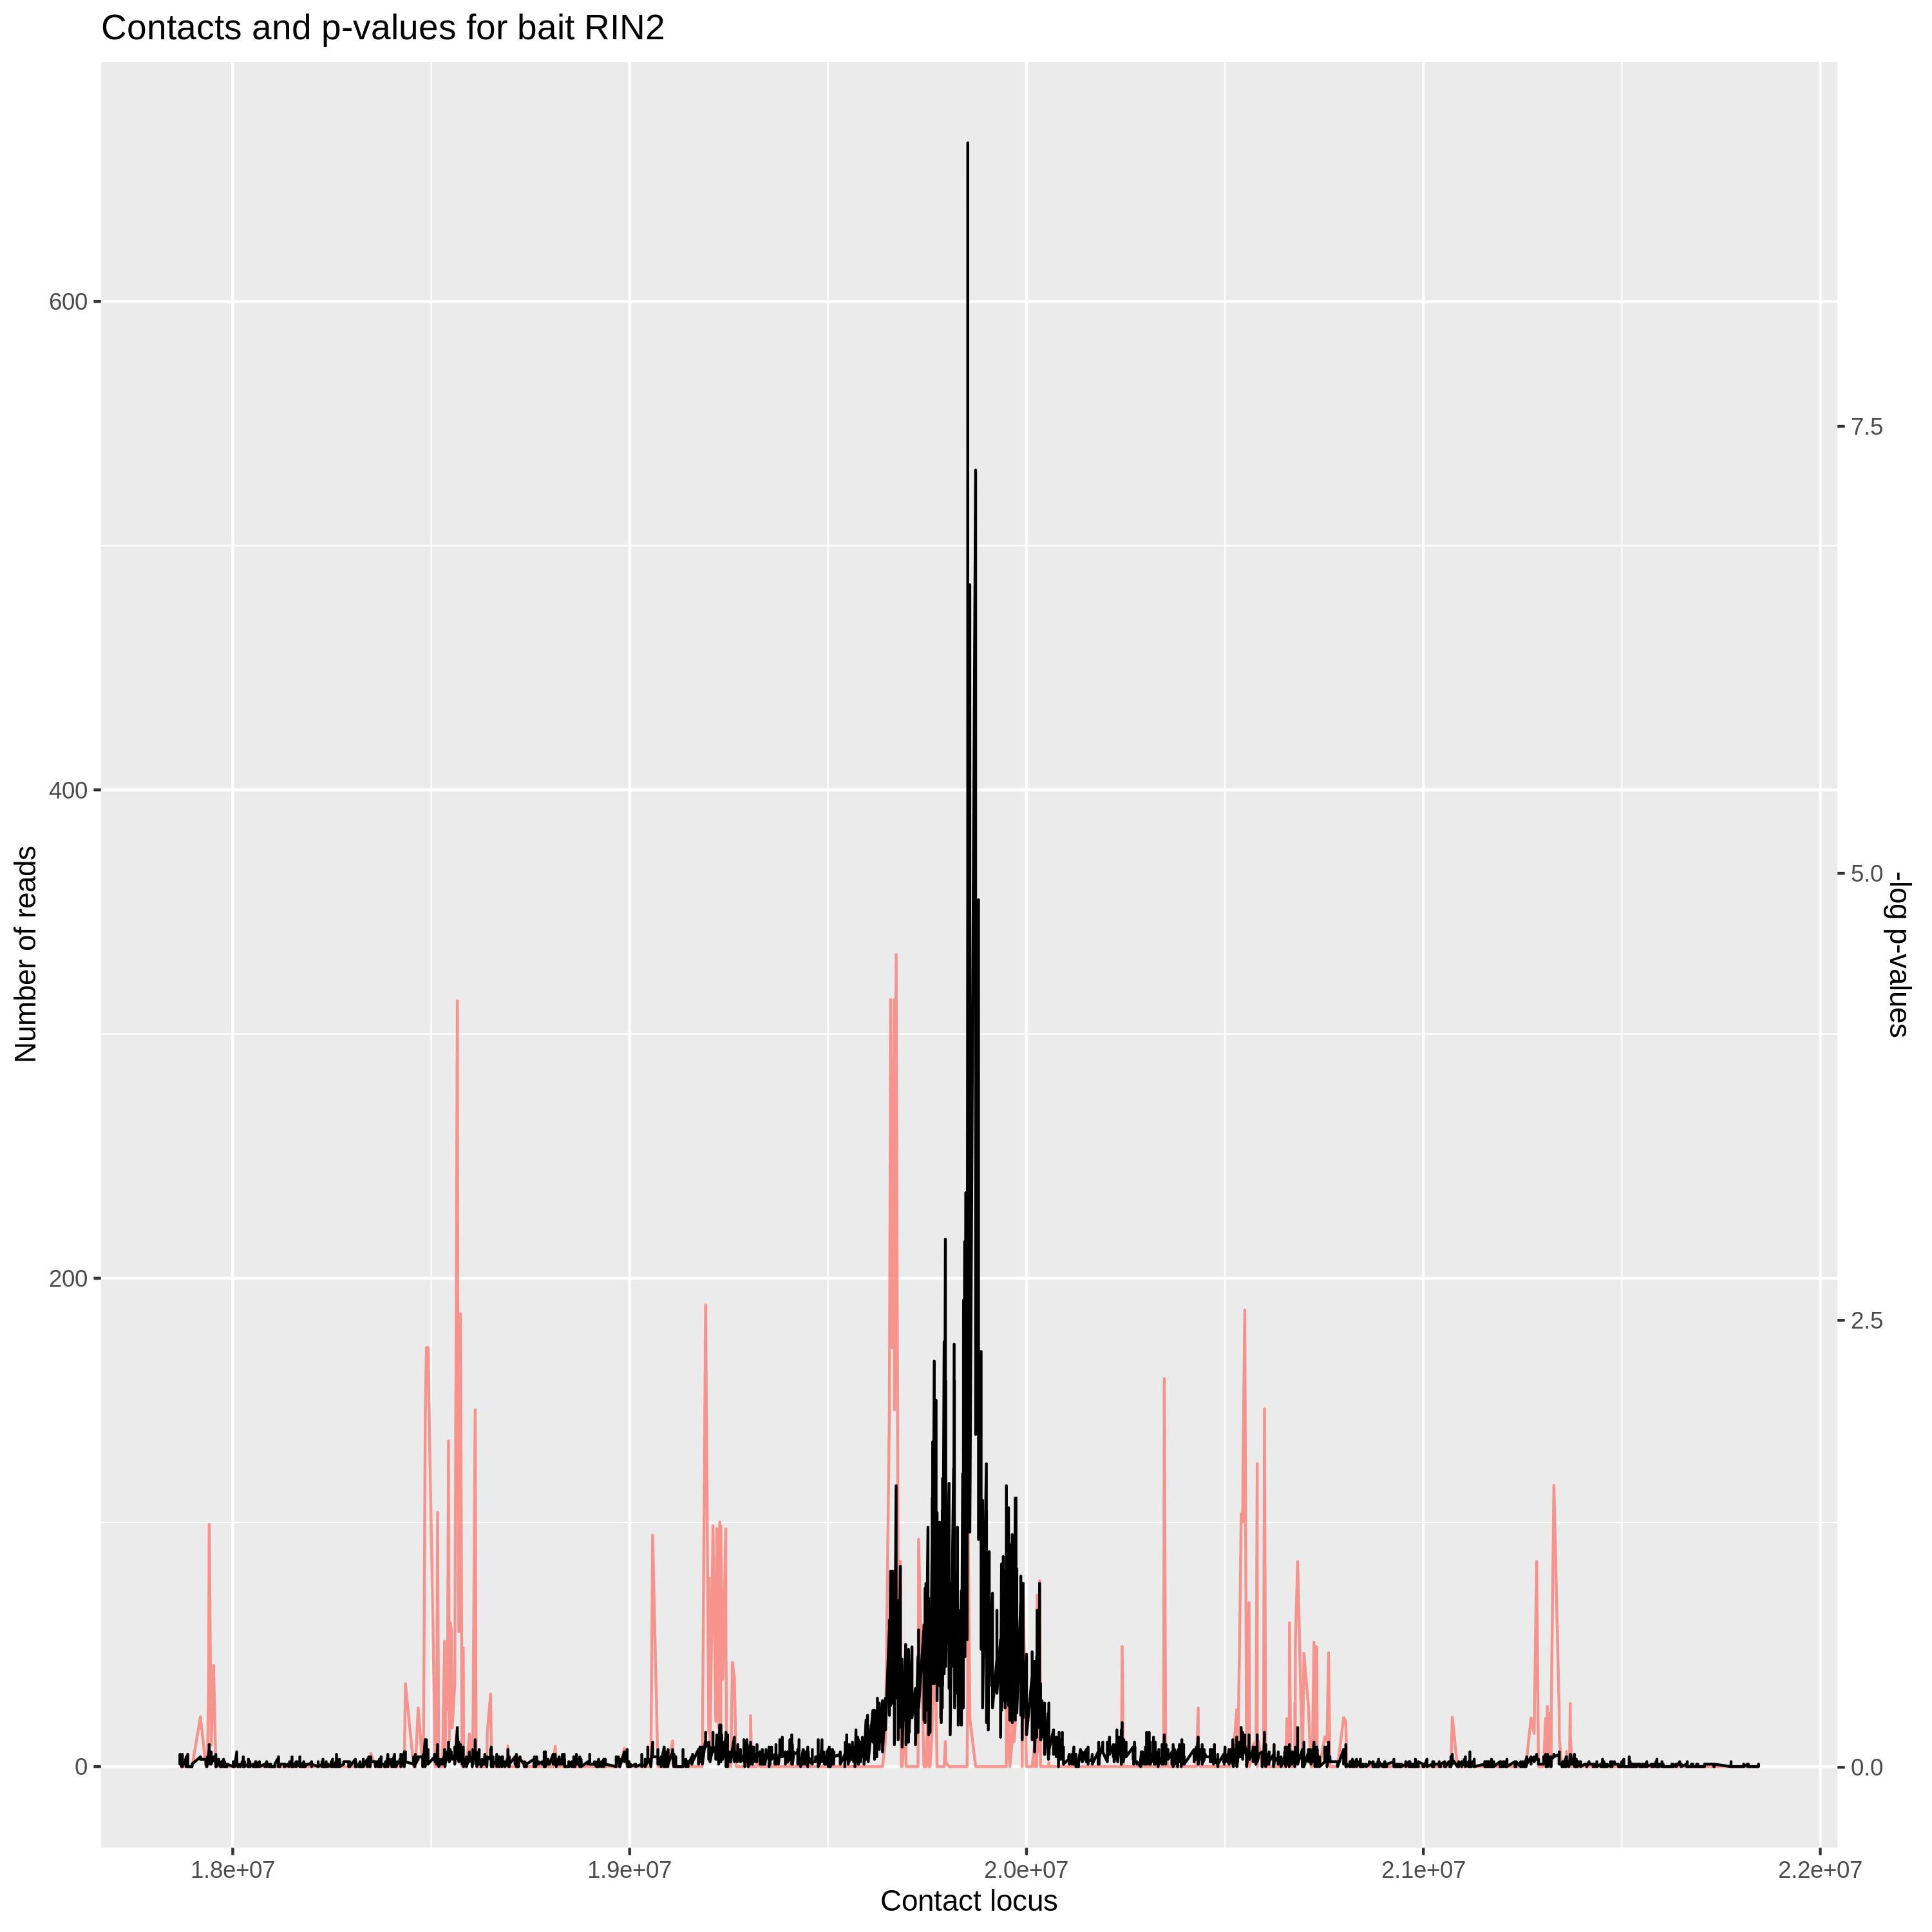 Contacts and p-values for bait RIN2
600
400
200
0
Number of reads
7.5
5.0
2.5
0.0
-log p-values
1.8e+07
1.9e+07
2.0e+07
2.1e+07
2.2e+07
Contact locus